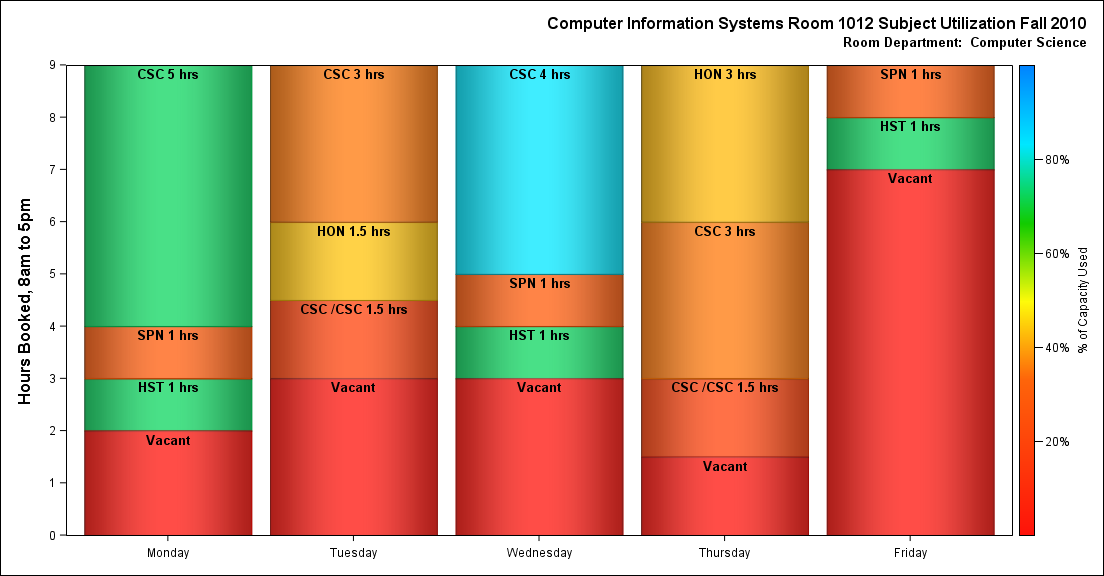 Computer Information Systems Room 1012 Subject Utilization Fall 2010
Room Department:  Computer Science
Hours Booked, 8am to 5pm
9
8
7
6
5
4
3
2
1
0
CSC 5 hrs
SPN 1 hrs
HST 1 hrs
Vacant
CSC 3 hrs
HON 1.5 hrs
CSC /CSC 1.5 hrs
Vacant
CSC 4 hrs
SPN 1 hrs
HST 1 hrs
Vacant
HON 3 hrs
CSC 3 hrs
CSC /CSC 1.5 hrs
Vacant
SPN 1 hrs
HST 1 hrs
Vacant
Monday
Tuesday
Wednesday
Thursday
Friday
80%
60%
40%
20%
% of Capacity Used